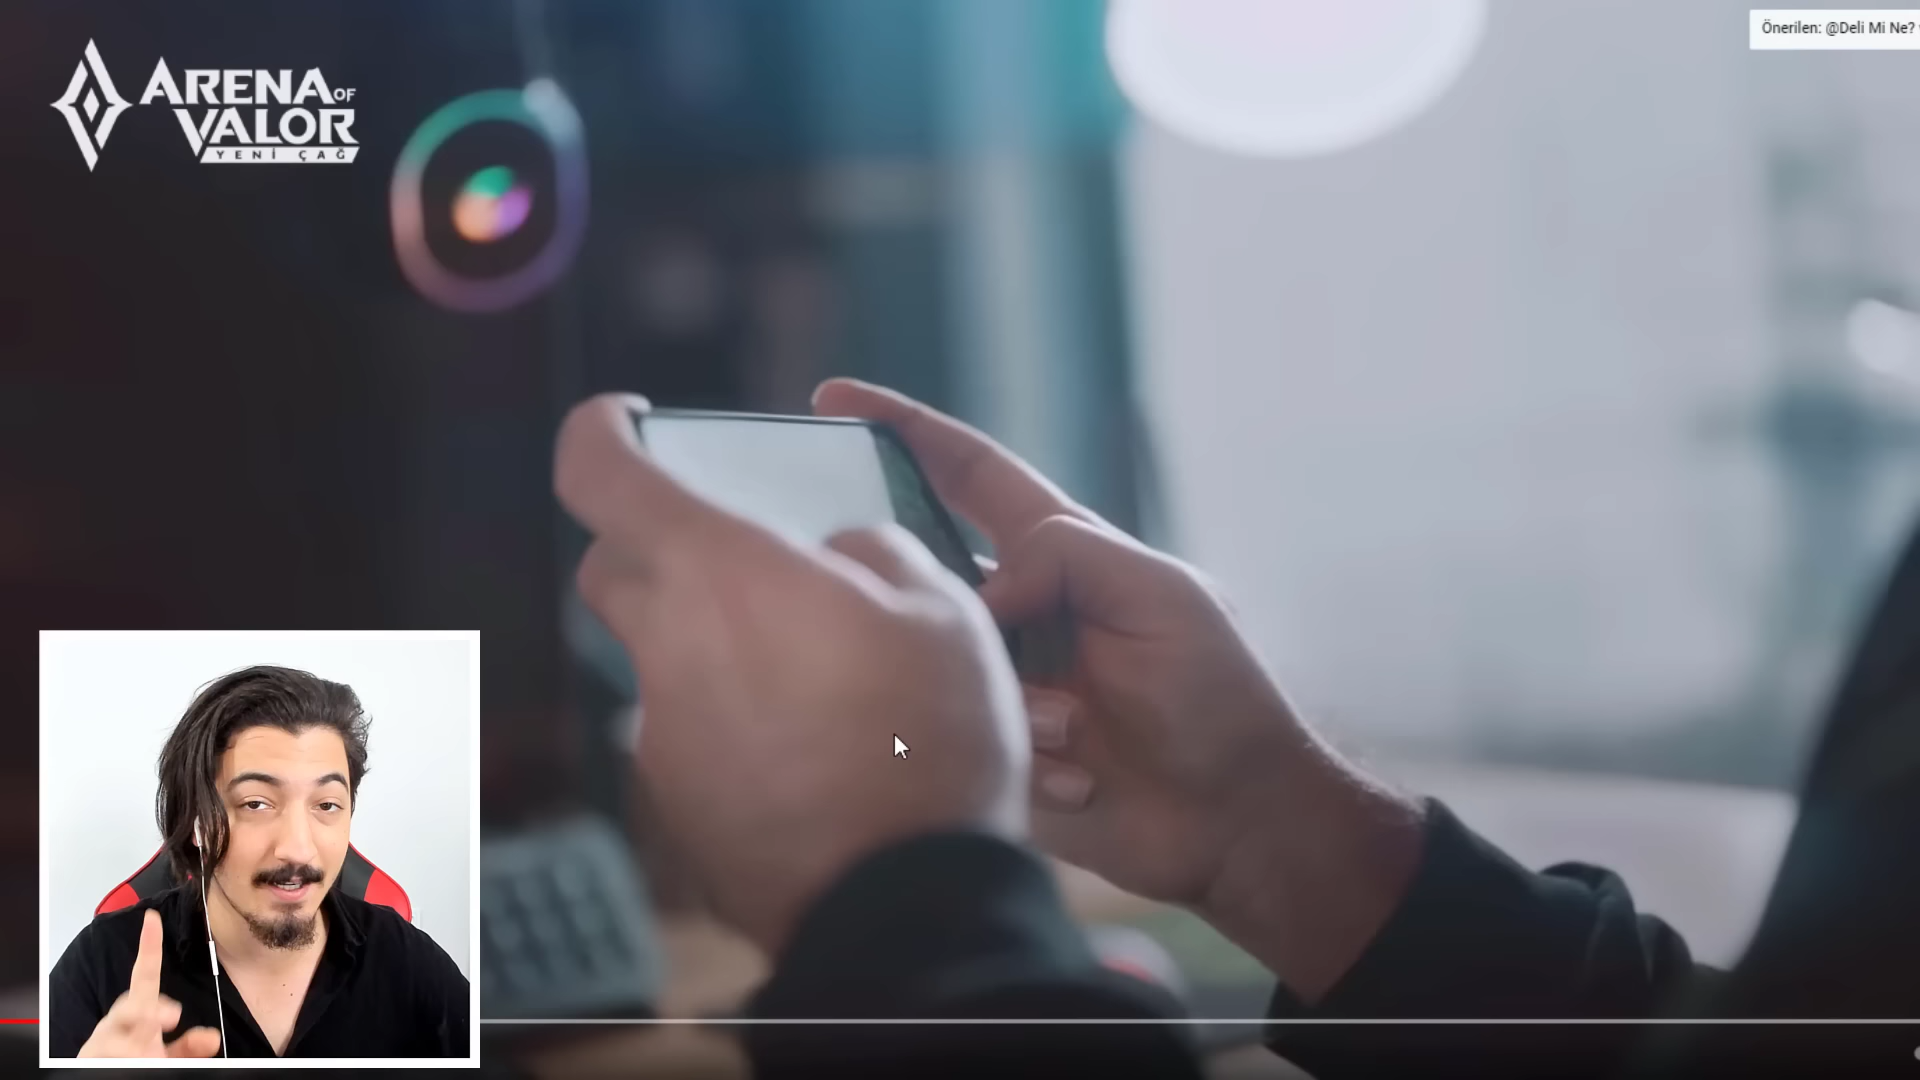 ARENA OF
VALOR
YENİ ÇAĞ
Önerilen: @Deli Mi Ne?